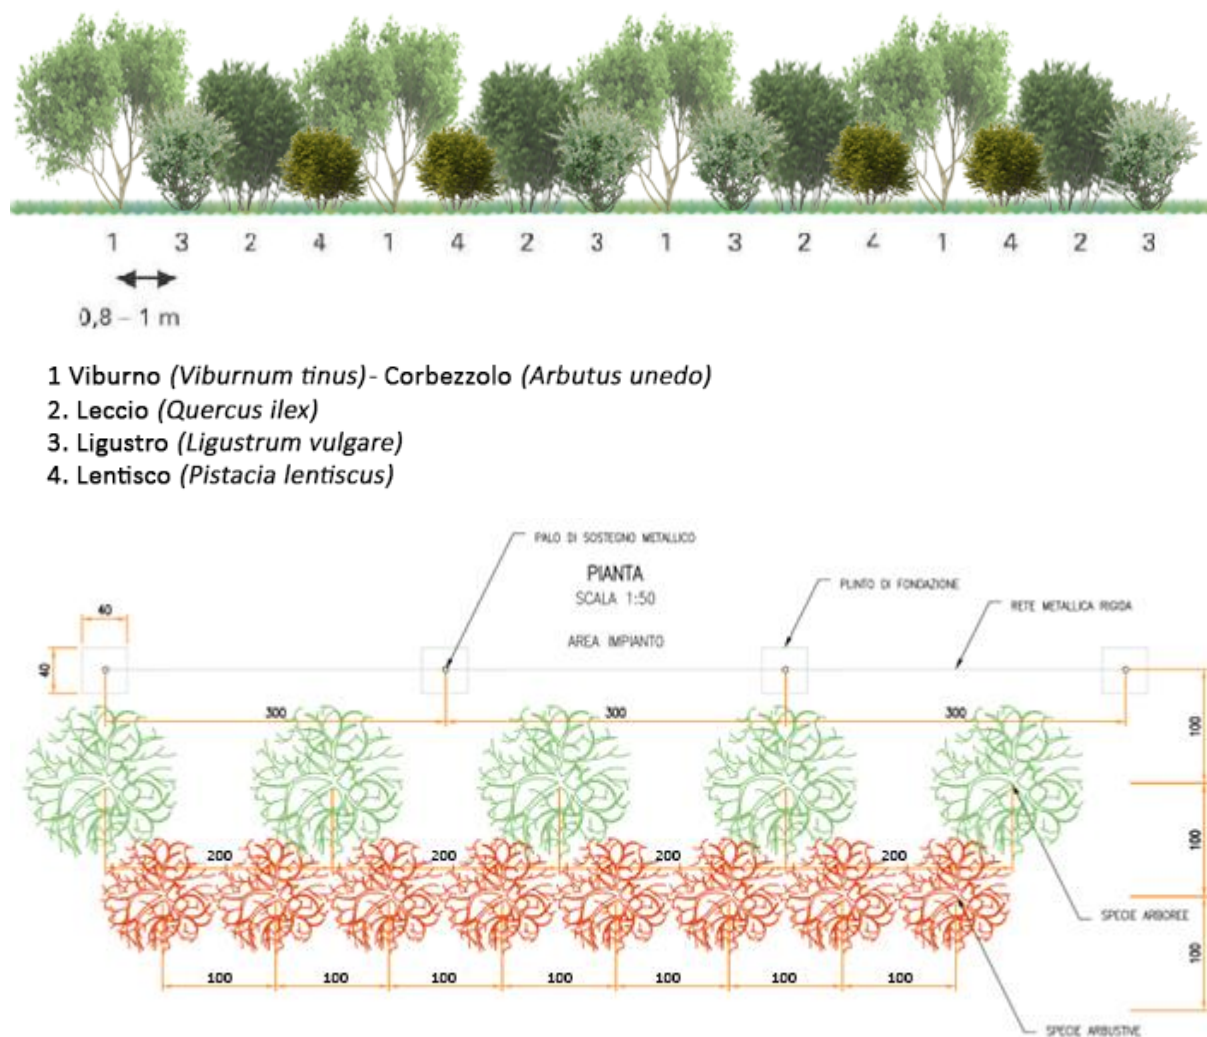 1 3 2 4 1 4 2 3 1 3 2 4 1 4 2 3
0,8 – 1 m
1 Viburno (Viburnum tinus) - Corbezzolo (Arbutus unedo)
2. Leccio (Quercus ilex)
3. Ligustro (Ligustrum vulgare)
4. Lentisco (Pistacia lentiscus)
PALO DI SOSTEGNO METALLICO
PIANTA
SCALA 1:50
PLINTO DI FONDAZIONE
RETE METALLICA RIGIDA
40
AREA IMPIANTO
40
300 300 300
100
200 200 200 200
100
SPECIE ARBOREE
100 100 100 100 100 100 100
100
SPECIE ARBUSTIVE